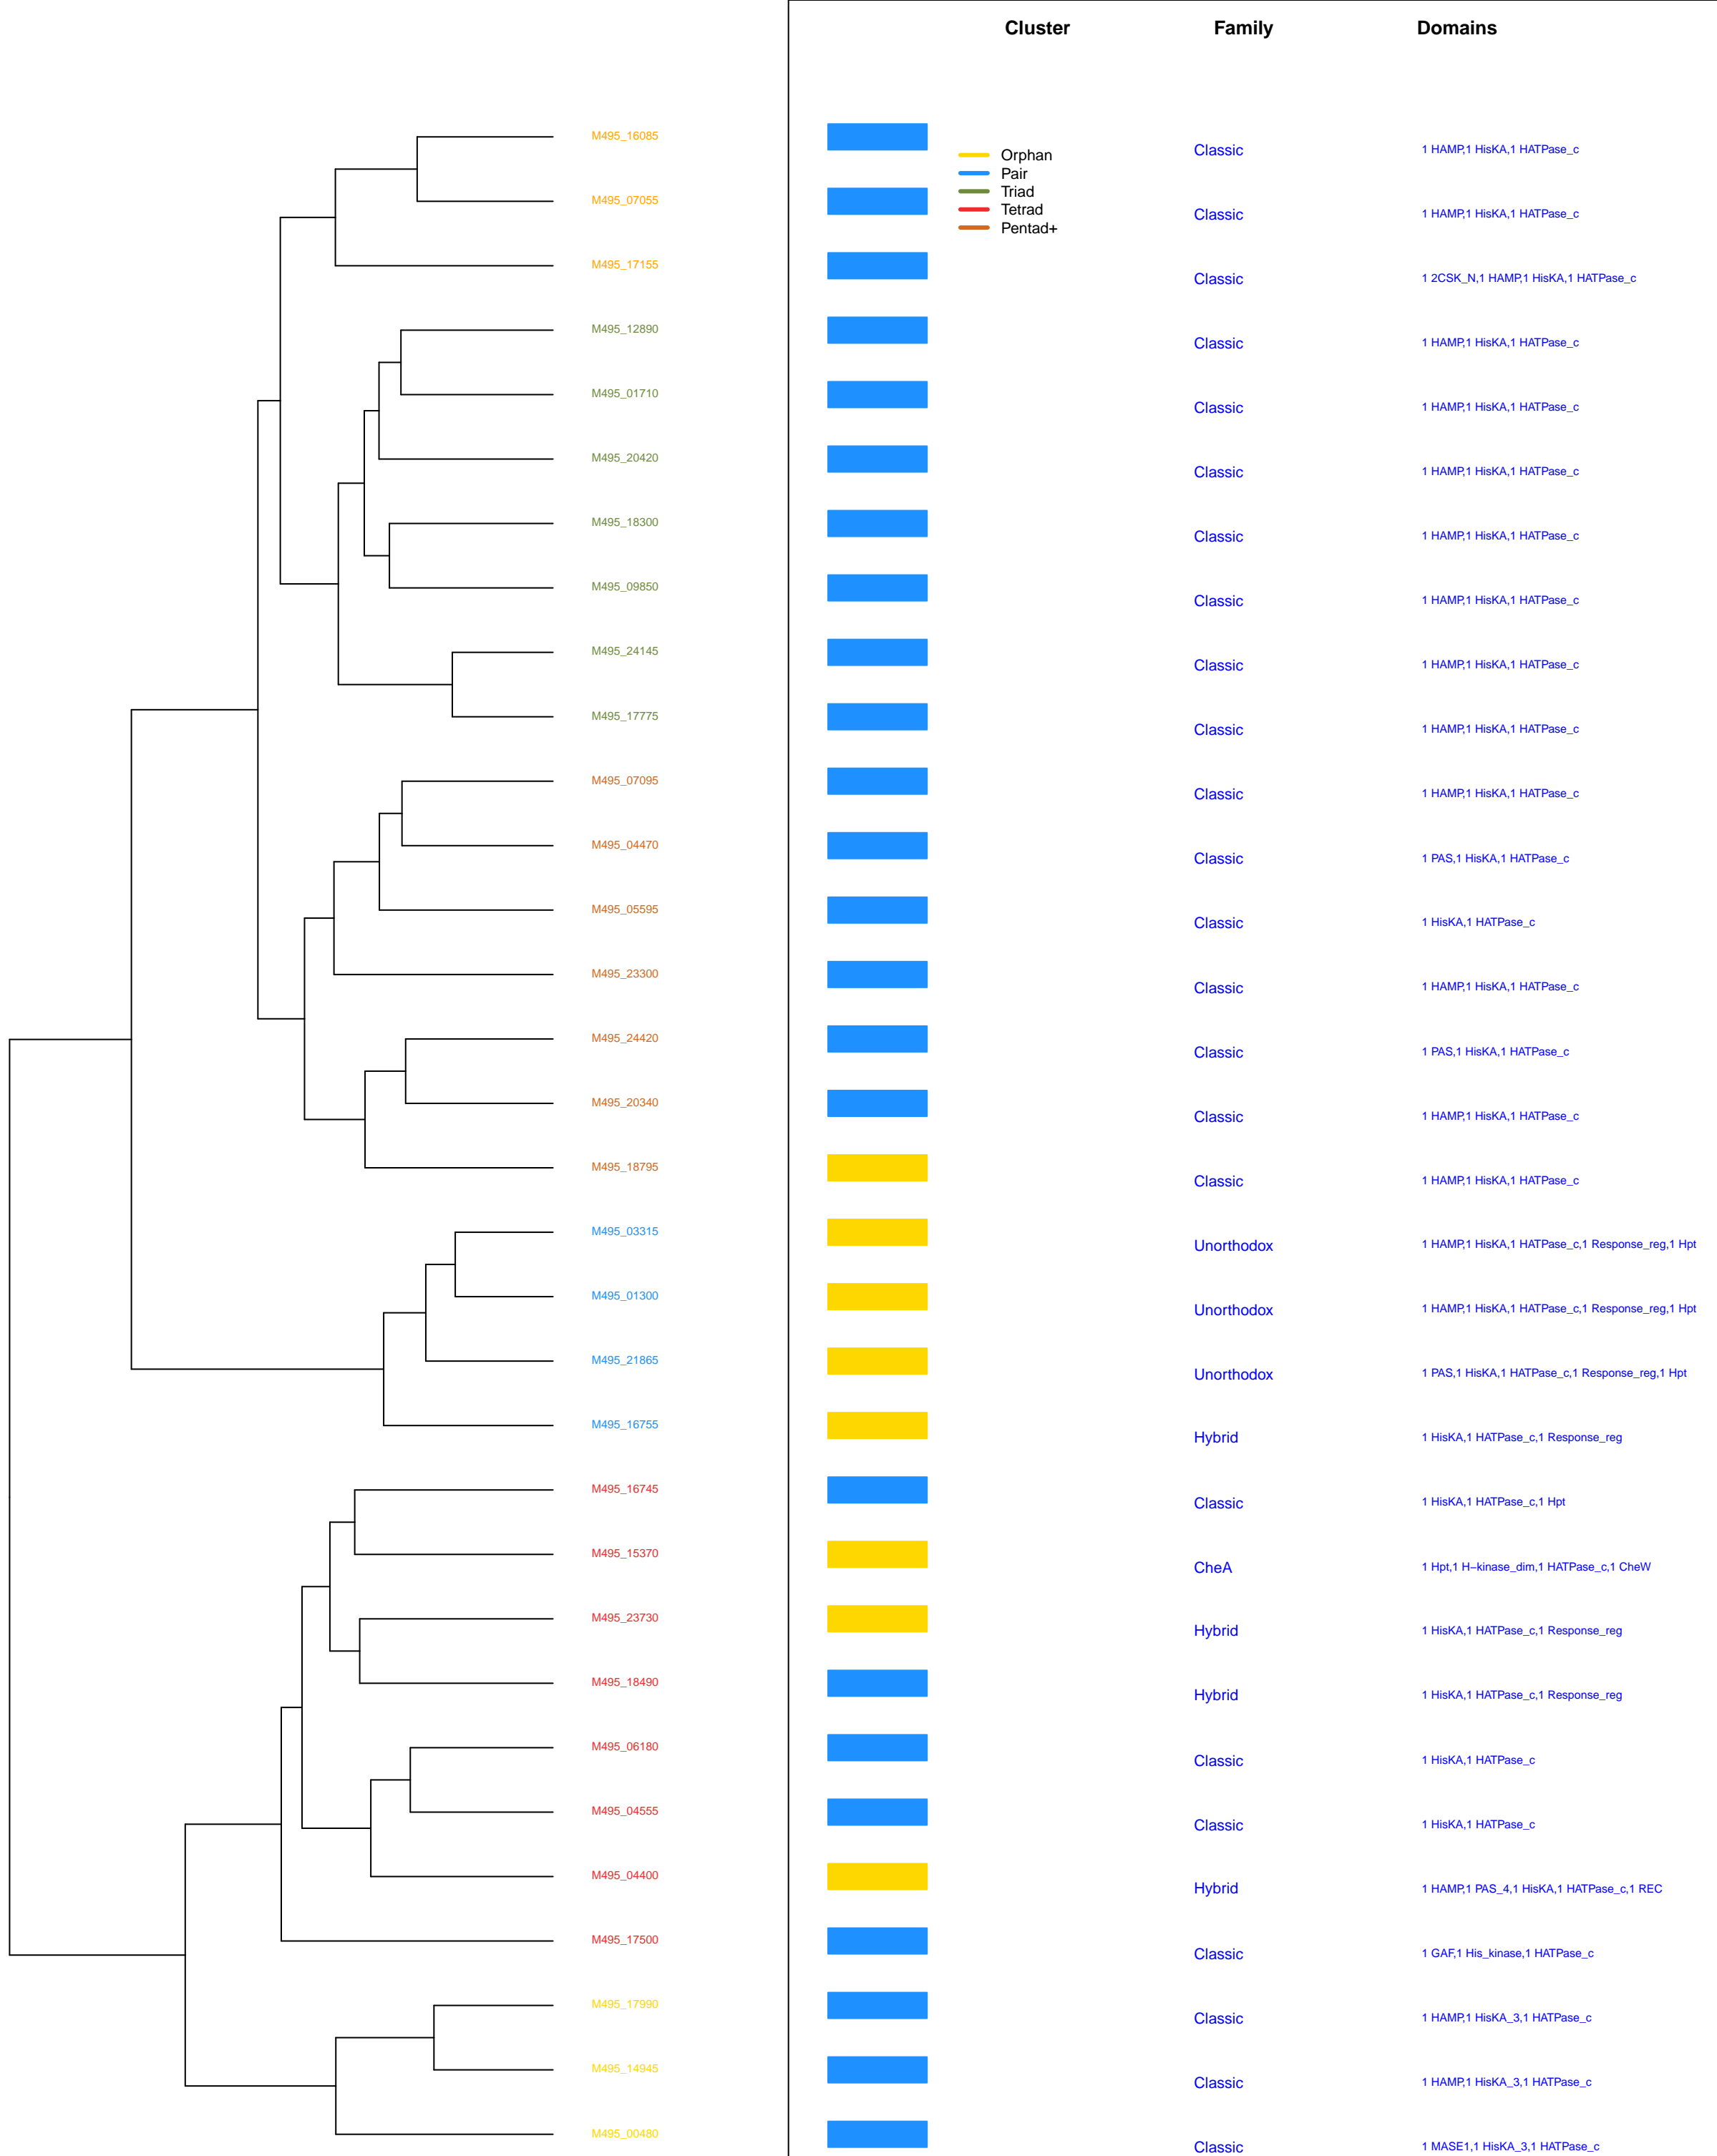 Cluster Family Domains
M495_16085 Classic 1 HAMP,1 HisKA,1 HATPase_c
Orphan
Pair
Triad
Tetrad
Pentad+
M495_07055 Classic 1 HAMP,1 HisKA,1 HATPase_c
M495_17155 Classic 1 2CSK_N,1 HAMP,1 HisKA,1 HATPase_c
M495_12890 Classic 1 HAMP,1 HisKA,1 HATPase_c
M495_01710 Classic 1 HAMP,1 HisKA,1 HATPase_c
M495_20420 Classic 1 HAMP,1 HisKA,1 HATPase_c
M495_18300 Classic 1 HAMP,1 HisKA,1 HATPase_c
M495_09850 Classic 1 HAMP,1 HisKA,1 HATPase_c
M495_24145 Classic 1 HAMP,1 HisKA,1 HATPase_c
M495_17775 Classic 1 HAMP,1 HisKA,1 HATPase_c
M495_07095 Classic 1 HAMP,1 HisKA,1 HATPase_c
M495_04470 Classic 1 PAS,1 HisKA,1 HATPase_c
M495_05595 Classic 1 HisKA,1 HATPase_c
M495_23300 Classic 1 HAMP,1 HisKA,1 HATPase_c
M495_24420 Classic 1 PAS,1 HisKA,1 HATPase_c
M495_20340 Classic 1 HAMP,1 HisKA,1 HATPase_c
M495_18795 Classic 1 HAMP,1 HisKA,1 HATPase_c
M495_03315 Unorthodox 1 HAMP,1 HisKA,1 HATPase_c,1 Response_reg,1 Hpt
M495_01300 Unorthodox 1 HAMP,1 HisKA,1 HATPase_c,1 Response_reg,1 Hpt
M495_21865 Unorthodox 1 PAS,1 HisKA,1 HATPase_c,1 Response_reg,1 Hpt
M495_16755 Hybrid 1 HisKA,1 HATPase_c,1 Response_reg
M495_16745 Classic 1 HisKA,1 HATPase_c,1 Hpt
M495_15370 CheA 1 Hpt,1 H−kinase_dim,1 HATPase_c,1 CheW
M495_23730 Hybrid 1 HisKA,1 HATPase_c,1 Response_reg
M495_18490 Hybrid 1 HisKA,1 HATPase_c,1 Response_reg
M495_06180 Classic 1 HisKA,1 HATPase_c
M495_04555 Classic 1 HisKA,1 HATPase_c
M495_04400 Hybrid 1 HAMP,1 PAS_4,1 HisKA,1 HATPase_c,1 REC
M495_17500 Classic 1 GAF,1 His_kinase,1 HATPase_c
M495_17990 Classic 1 HAMP,1 HisKA_3,1 HATPase_c
M495_14945 Classic 1 HAMP,1 HisKA_3,1 HATPase_c
M495_00480 Classic 1 MASE1,1 HisKA_3,1 HATPase_c